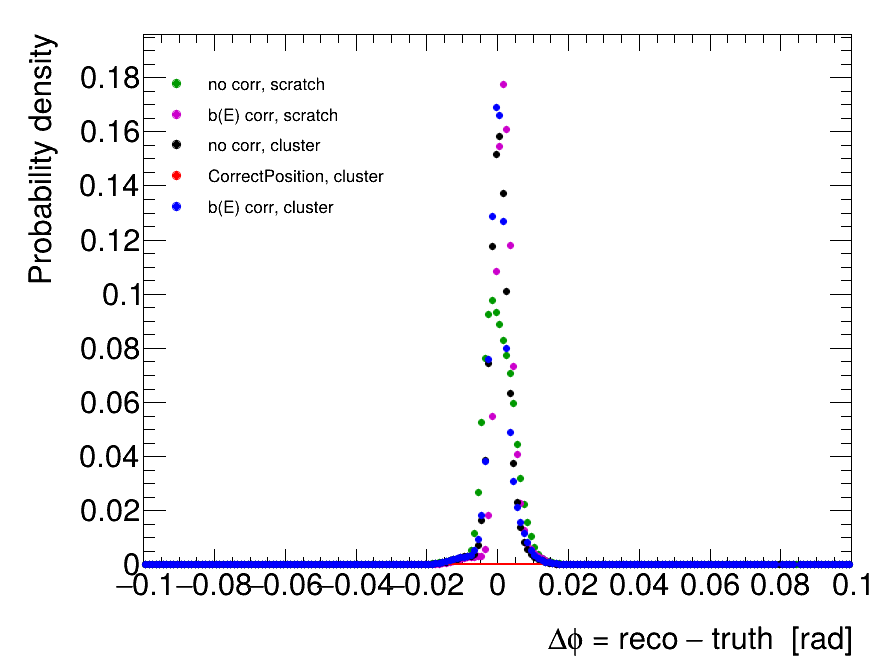 Probability density
0.18
0.16
0.14
0.12
0.1
0.08
0.06
0.04
0.02
0
no corr, scratch
b(E) corr, scratch
no corr, cluster
CorrectPosition, cluster
b(E) corr, cluster
−0.1 −0.08 −0.06 −0.04 −0.02 0 0.02 0.04 0.06 0.08 0.1
Δϕ = reco − truth [rad]